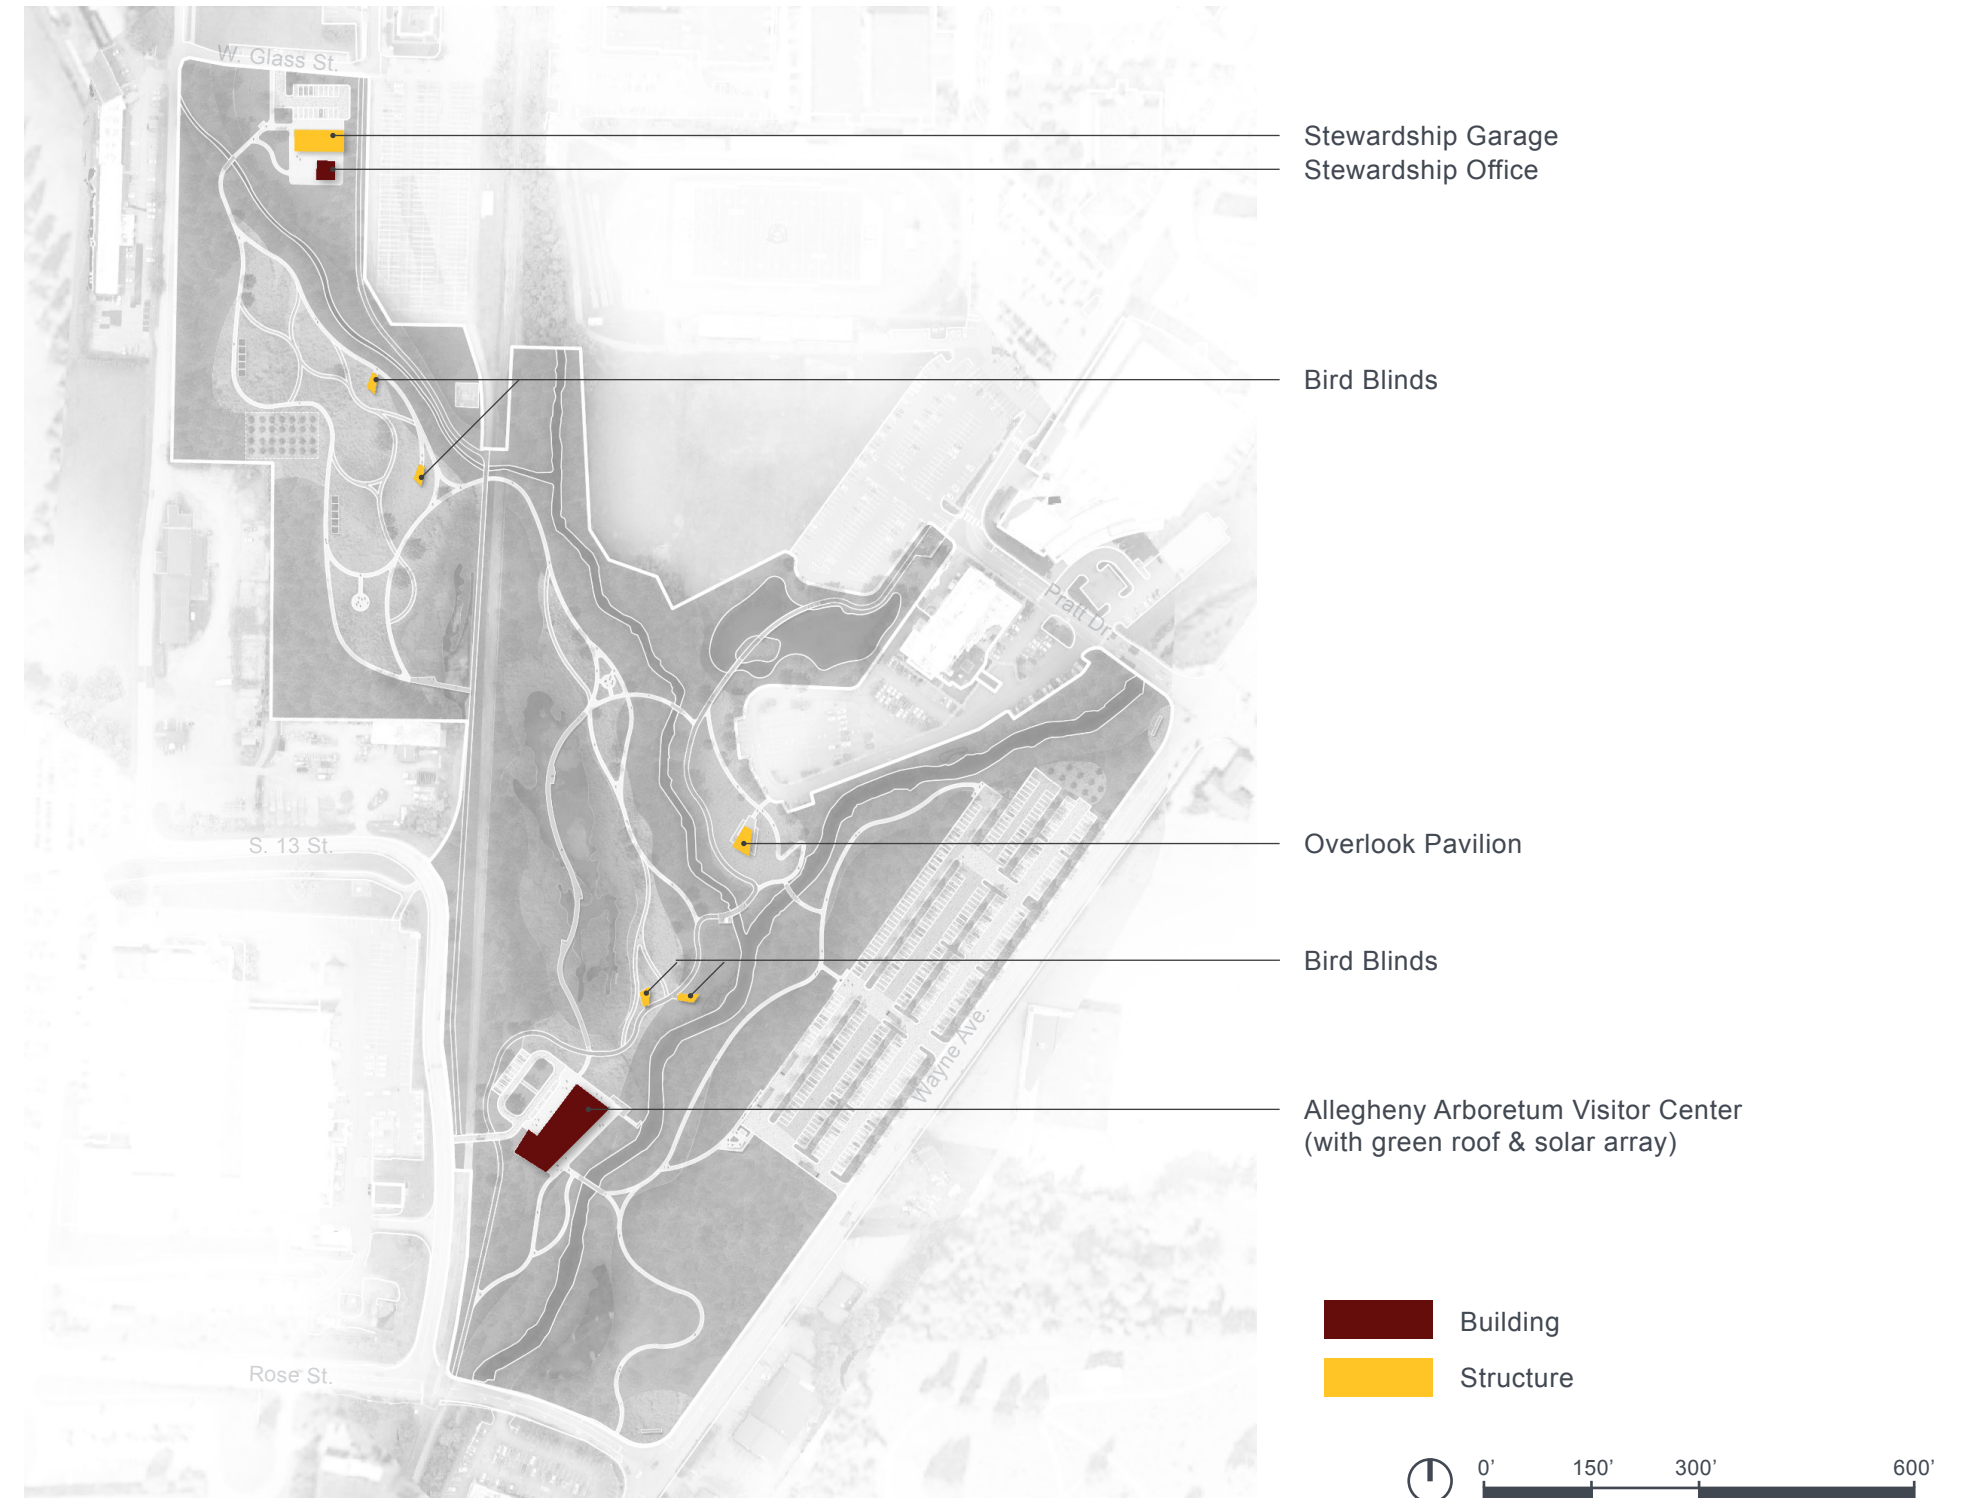 W. Glass St.
Stewardship Garage
Stewardship Office
Bird Blinds
Pratt Dr.
Overlook Pavilion
S. 13 St.
Bird Blinds
Wayne Ave.
Allegheny Arboretum Visitor Center
(with green roof & solar array)
Building
Rose St.
Structure
0' 150' 300' 600'